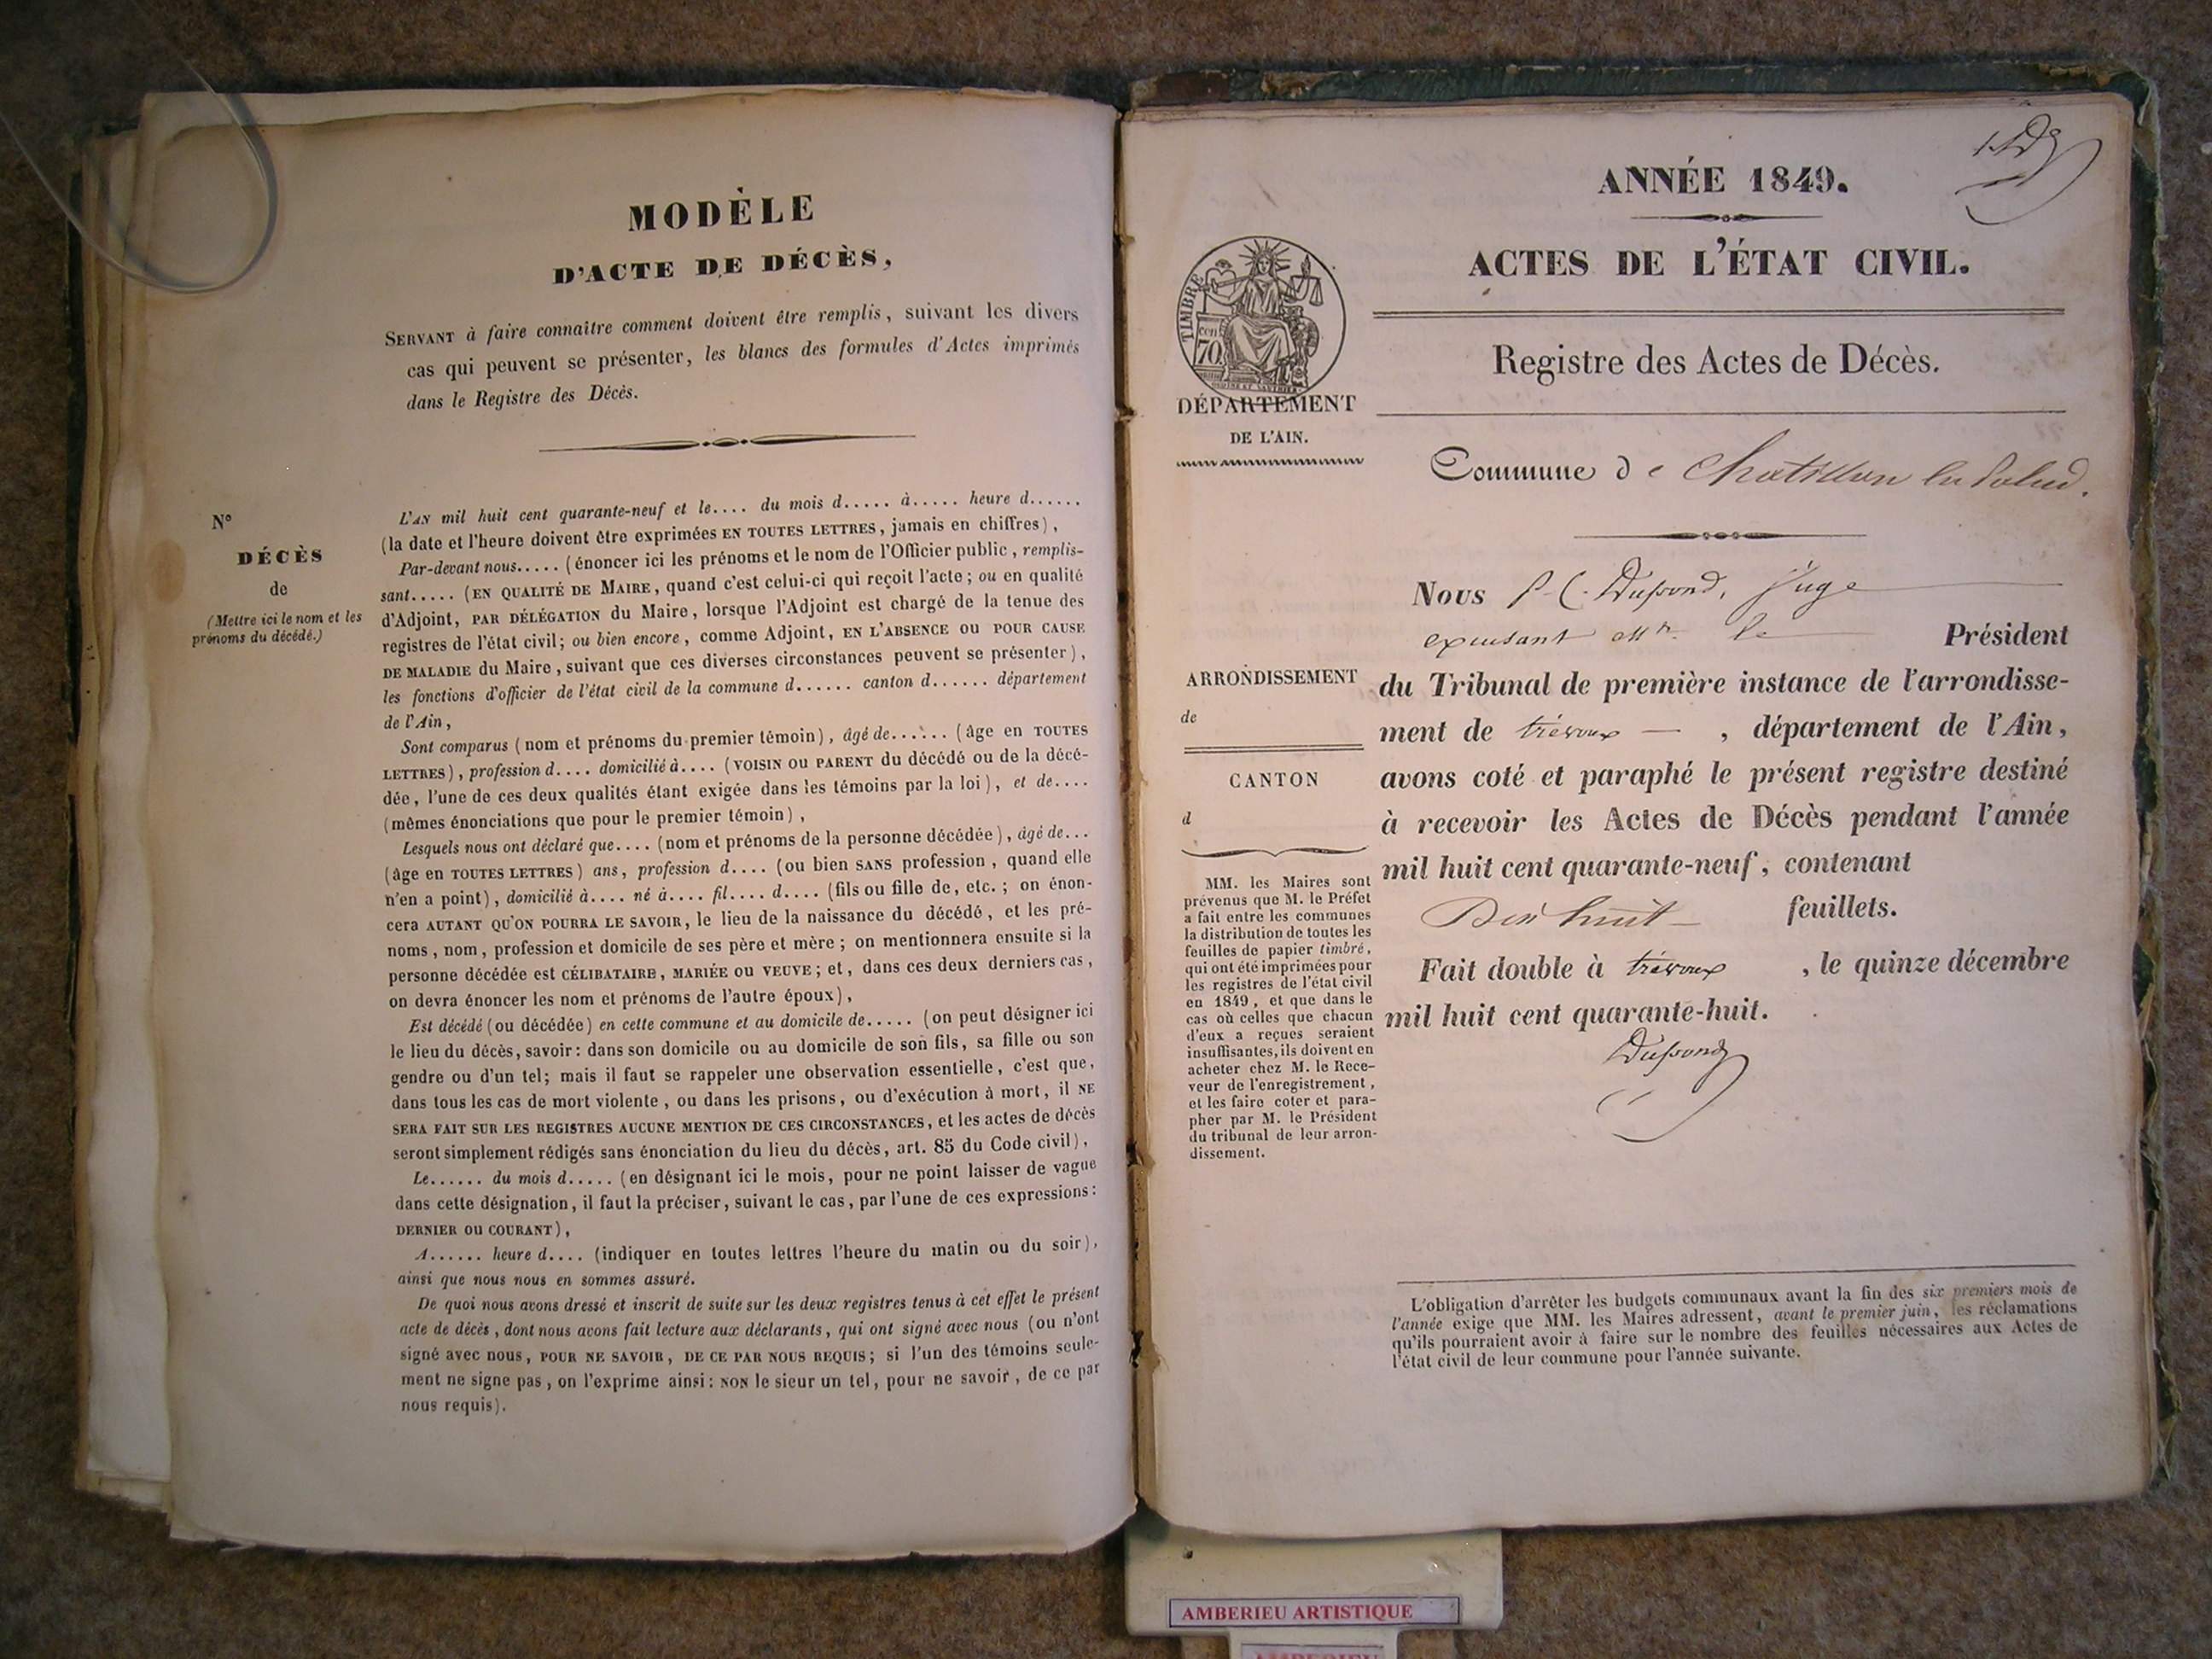 MODÈLE
D'ACTE DE DÉCÈS,
SERVANT à faire connaître comment doivent être remplis, suivant les divers
cas qui peuvent se présenter, les blancs des formules d'Actes imprimés
dans le Registre des Décès.
N°
DÉCÈS
de
(Mettre ici le nom et les
prénoms du décédé.)
L'AN mil huit cent quarante-neuf et le.... du mois d..... à..... heure d......
(la date et l'heure doivent être exprimées EN TOUTES LETTRES, jamais en chiffres),
Par-devant nous..... (énoncer ici les prénoms et le nom de l'Officier public, remplis-
sant..... (EN QUALITÉ DE MAIRE, quand c'est celui-ci qui reçoit l'acte; ou en qualité
d'Adjoint, PAR DÉLÉGATION du Maire, lorsque l'Adjoint est chargé de la tenue des
registres de l'état civil; ou bien encore, comme Adjoint, EN L'ABSENCE OU POUR CAUSE
DE MALADIE du Maire, suivant que ces diverses circonstances peuvent se présenter),
les fonctions d'officier de l'état civil de la commune d...... canton d...... département
de l'Ain,
Sont comparus (nom et prénoms du premier témoin), âgé de...... (âge en TOUTES
LETTRES), profession d.... domicilié à.... (VOISIN OU PARENT du décédé ou de la décé-
dée, l'une de ces deux qualités étant exigée dans les témoins par la loi), et de....
(mêmes énonciations que pour le premier témoin),
Lesquels nous ont déclaré que.... (nom et prénoms de la personne décédée), âgé de...
(âge en TOUTES LETTRES) ans, profession d.... (ou bien SANS profession, quand elle
n'en a point), domicilié à.... né à.... fil.... d.... (fils ou fille de, etc.; on énon-
cera AUTANT QU'ON POURRA LE SAVOIR, le lieu de la naissance du décédé, et les pré-
noms, nom, profession et domicile de ses père et mère; on mentionnera ensuite si la
personne décédée est CÉLIBATAIRE, MARIÉE OU VEUVE; et, dans ces deux derniers cas,
on devra énoncer les nom et prénoms de l'autre époux),
Est décédé (ou décédée) en cette commune et au domicile de..... (on peut désigner ici
le lieu du décès, savoir: dans son domicile ou au domicile de son fils, sa fille ou son
gendre ou d'un tel; mais il faut se rappeler une observation essentielle, c'est que,
dans tous les cas de mort violente, ou dans les prisons, ou d'exécution à mort, il NE
SERA FAIT SUR LES REGISTRES AUCUNE MENTION DE CES CIRCONSTANCES, et les actes de décès
seront simplement rédigés sans énonciation du lieu du décès, art. 85 du Code civil),
Le...... du mois d..... (en désignant ici le mois, pour ne point laisser de vague
dans cette désignation, il faut la préciser, suivant le cas, par l'une de ces expressions:
DERNIER OU COURANT),
A...... heure d.... (indiquer en toutes lettres l'heure du matin ou du soir),
ainsi que nous nous en sommes assuré.
De quoi nous avons dressé et inscrit de suite sur les deux registres tenus à cet effet le présent
acte de décès, dont nous avons fait lecture aux déclarants, qui ont signé avec nous (ou n'ont
signé avec nous, POUR NE SAVOIR, DE CE PAR NOUS REQUIS; si l'un des témoins seule-
ment ne signe pas, on l'exprime ainsi: NON le sieur un tel, pour ne savoir, de ce par
nous requis).
ANNÉE 1849.
ACTES DE L'ÉTAT CIVIL.
Registre des Actes de Décès.
TIMBRE
cen
70
DÉPARTEMENT
DE L'AIN.
Commune de Chatillon la Palud.
Nous P. C. Dupond, Juge
excusant Mr. le Président
du Tribunal de première instance de l'arrondisse-
ment de trévoux —, département de l'Ain,
avons coté et paraphé le présent registre destiné
à recevoir les Actes de Décès pendant l'année
mil huit cent quarante-neuf, contenant
Dix huit feuillets.
Fait double à trévoux, le quinze décembre
mil huit cent quarante-huit.
Dupond
ARRONDISSEMENT
de
CANTON
d
MM. les Maires sont
prévenus que M. le Préfet
a fait entre les communes
la distribution de toutes les
feuilles de papier timbré,
qui ont été imprimées pour
les registres de l'état civil
en 1849, et que dans le
cas où celles que chacun
d'eux a reçues seraient
insuffisantes, ils doivent en
acheter chez M. le Rece-
veur de l'enregistrement,
et les faire coter et para-
pher par M. le Président
du tribunal de leur arron-
dissement.
L'obligation d'arrêter les budgets communaux avant la fin des six premiers mois de
l'année exige que MM. les Maires adressent, avant le premier juin, les réclamations
qu'ils pourraient avoir à faire sur le nombre des feuilles nécessaires aux Actes de
l'état civil de leur commune pour l'année suivante.
AMBERIEU ARTISTIQUE
AMBERIEU